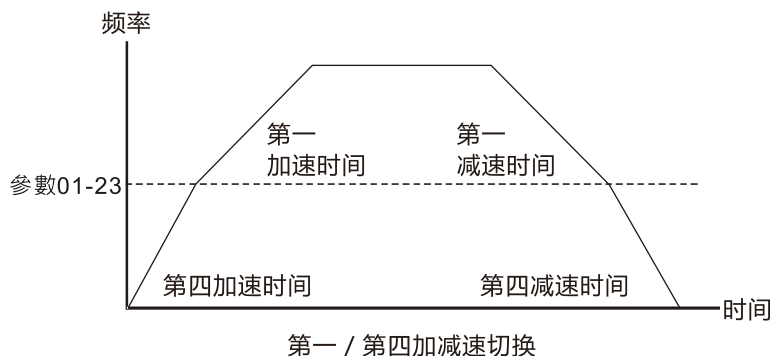 频率
第一
加速时间
第一
减速时间
參數01-23
第四加速时间
第四减速时间
时间
第一 / 第四加减速切换